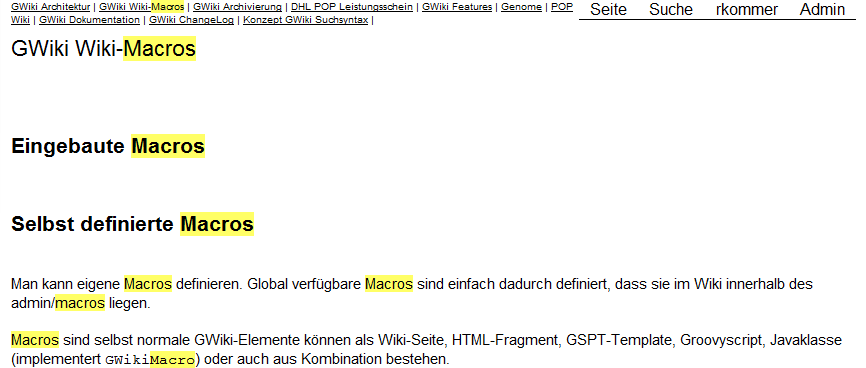 GWiki Architektur | GWiki Wiki-Macros | GWiki Archivierung | DHL POP Leistungsschein | GWiki Features | Genome | POP
Wiki | GWiki Dokumentation | GWiki ChangeLog | Konzept GWiki Suchsyntax |
Seite Suche rkommer Admin
GWiki Wiki-Macros
Eingebaute Macros
Selbst definierte Macros
Man kann eigene Macros definieren. Global verfügbare Macros sind einfach dadurch definiert, dass sie im Wiki innerhalb des
admin/macros liegen.
Macros sind selbst normale GWiki-Elemente können als Wiki-Seite, HTML-Fragment, GSPT-Template, Groovyscript, Javaklasse
(implementert GWikiMacro) oder auch aus Kombination bestehen.